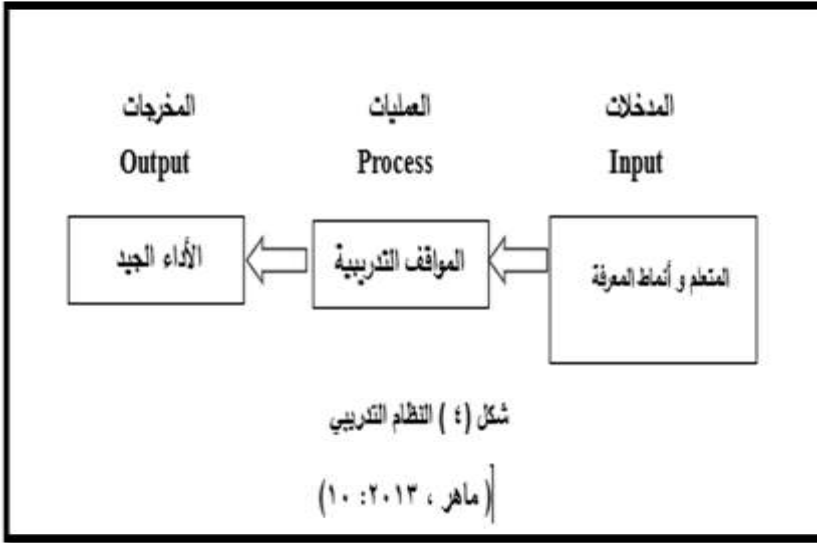 المدخلات العمليات المخرجات
Input Process Output
المتعلم و أنماط المعرفة
المواقف التدريبية
الأداء الجيد
شكل (٤ ) النظام التدريبي
( ماهر ، ٢٠١٣: ١٠)